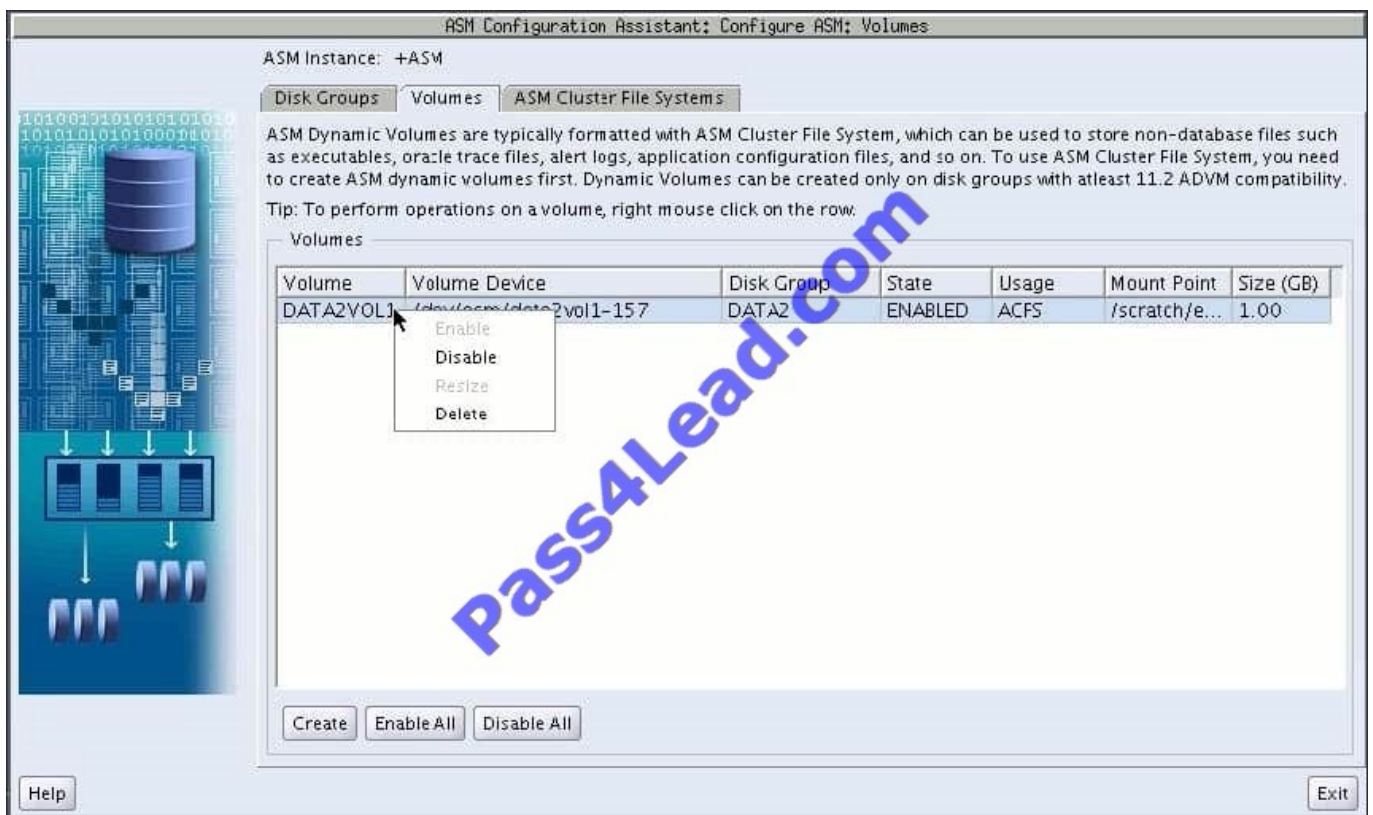 ASM Configuration Assistant: Configure ASM: Volumes
ASM Instance: +ASM
Disk Groups
Volumes
ASM Cluster File Systems
ASM Dynamic Volumes are typically formatted with ASM Cluster File System, which can be used to store non-database files such
as executables, oracle trace files, alert logs, application configuration files, and so on. To use ASM Cluster File System, you need
to create ASM dynamic volumes first. Dynamic Volumes can be created only on disk groups with atleast 11.2 ADVM compatibility.
Tip: To perform operations on a volume, right mouse click on the row.
Volumes
Volume Volume Device Disk Group State Usage Mount Point Size (GB)
DATA2VOL1 /dev/asm/data2vol1-157 DATA2 ENABLED ACFS /scratch/e... 1.00
Enable
Disable
Resize
Delete
Pass4Lead.com
Create Enable All Disable All
Help Exit